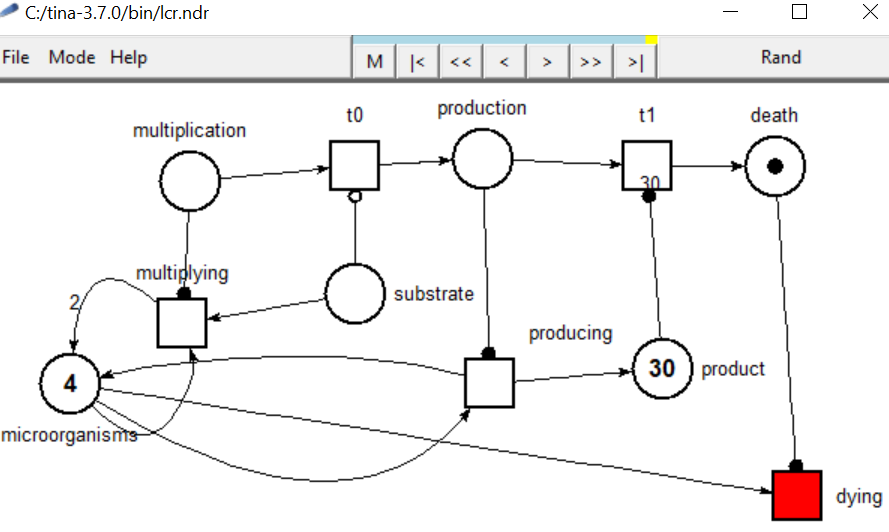 C:/tina-3.7.0/bin/lcr.ndr
File Mode Help M |< << < > >> >| Rand
multiplication
t0
production
t1
death
30
multiplying
2
substrate
producing
4
30
product
microorganisms
dying